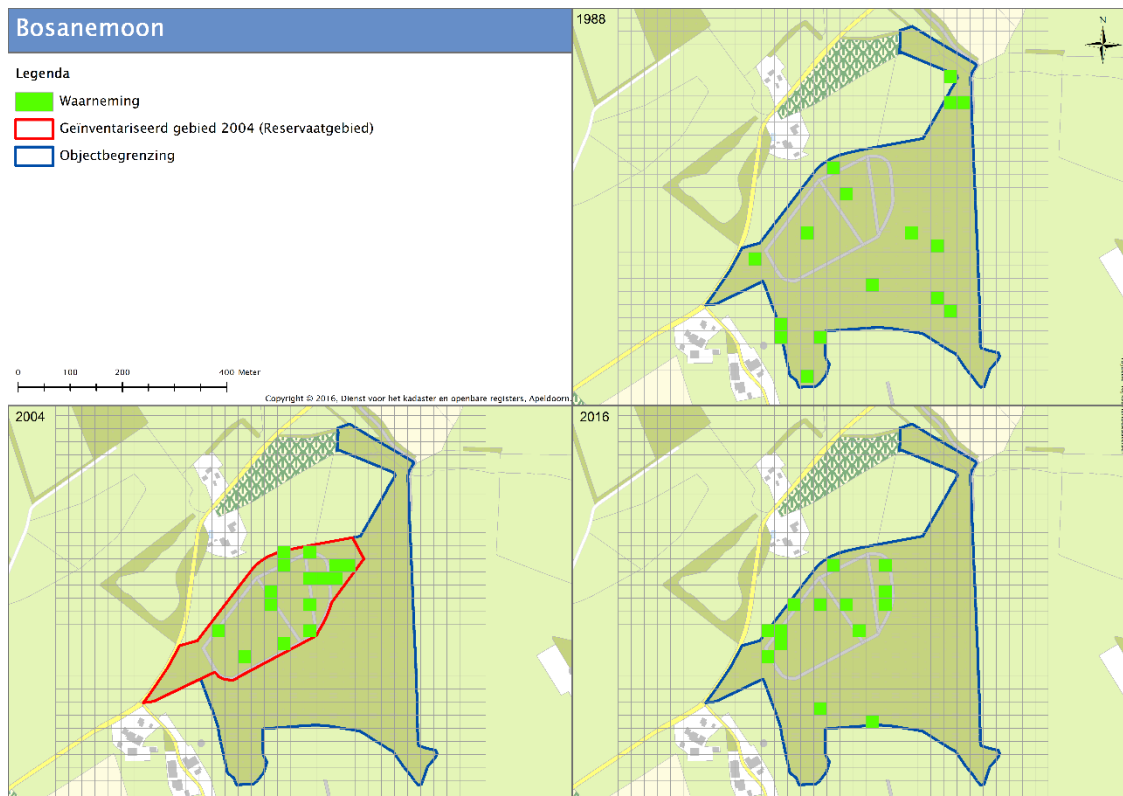 Bosanemoon
Legenda
Waarneming
Geïnventariseerd gebied 2004 (Reservaatgebied)
Objectbegrenzing
0 100 200 400 Meter
Copyright © 2016, Dienst voor het kadaster en openbare registers, Apeldoorn.
1988
N
2004
2016